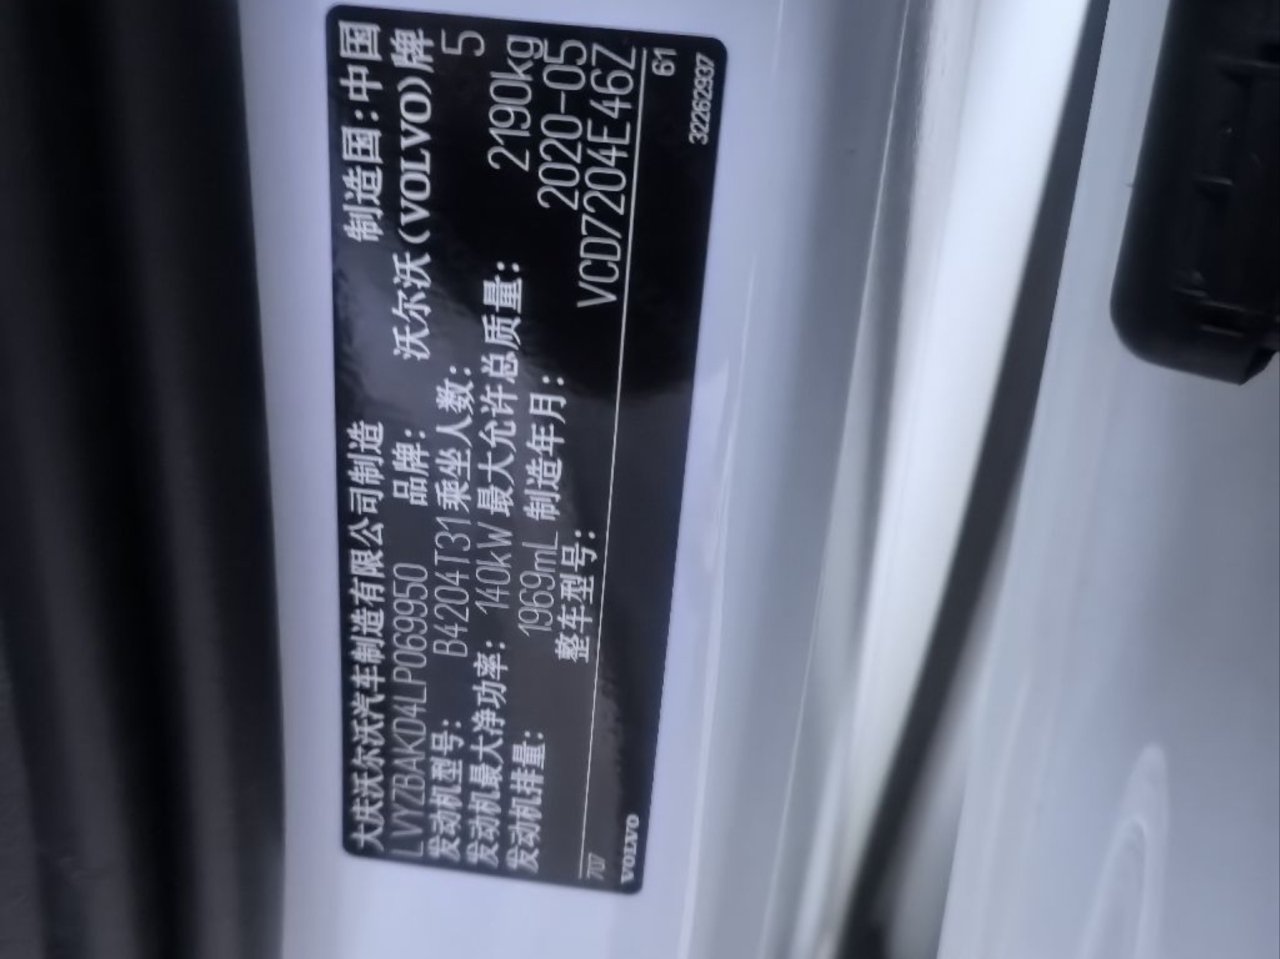 大庆沃尔沃汽车制造有限公司制造 制造国:中国
LVYZBAKD4LP069950 品牌: 沃尔沃(VOLVO)牌
发动机型号: B4204T31 乘坐人数: 5
发动机最大净功率: 140kW 最大允许总质量: 2190kg
发动机排量: 1969mL 制造年月: 2020-05
整车型号: VCD7204E46Z
707 61
VOLVO 32262937